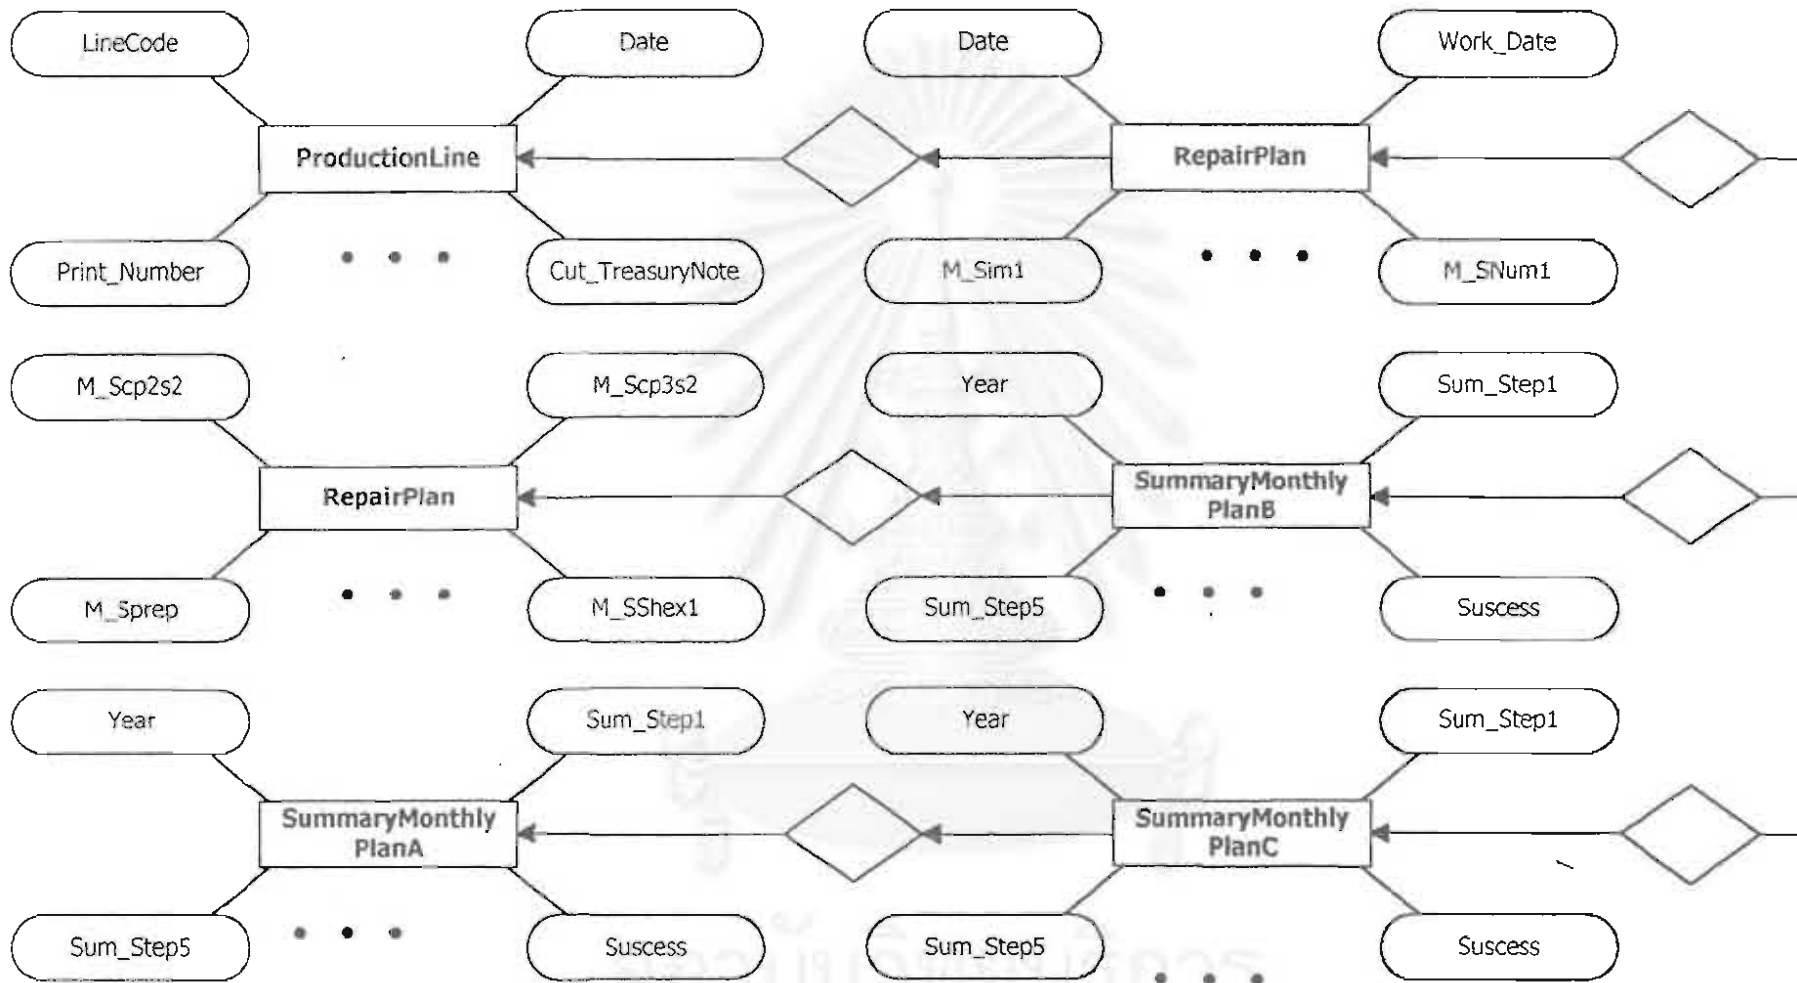 LineCode
Date
Date
Work_Date
ProductionLine
RepairPlan
Print_Number
Cut_TreasuryNote
M_Sim1
M_SNum1
M_Scp2s2
M_Scp3s2
Year
Sum_Step1
RepairPlan
SummaryMonthly
PlanB
M_Sprep
M_SShex1
Sum_Step5
Suscess
Year
Sum_Step1
Year
Sum_Step1
SummaryMonthly
PlanA
SummaryMonthly
PlanC
Sum_Step5
Suscess
Sum_Step5
Suscess